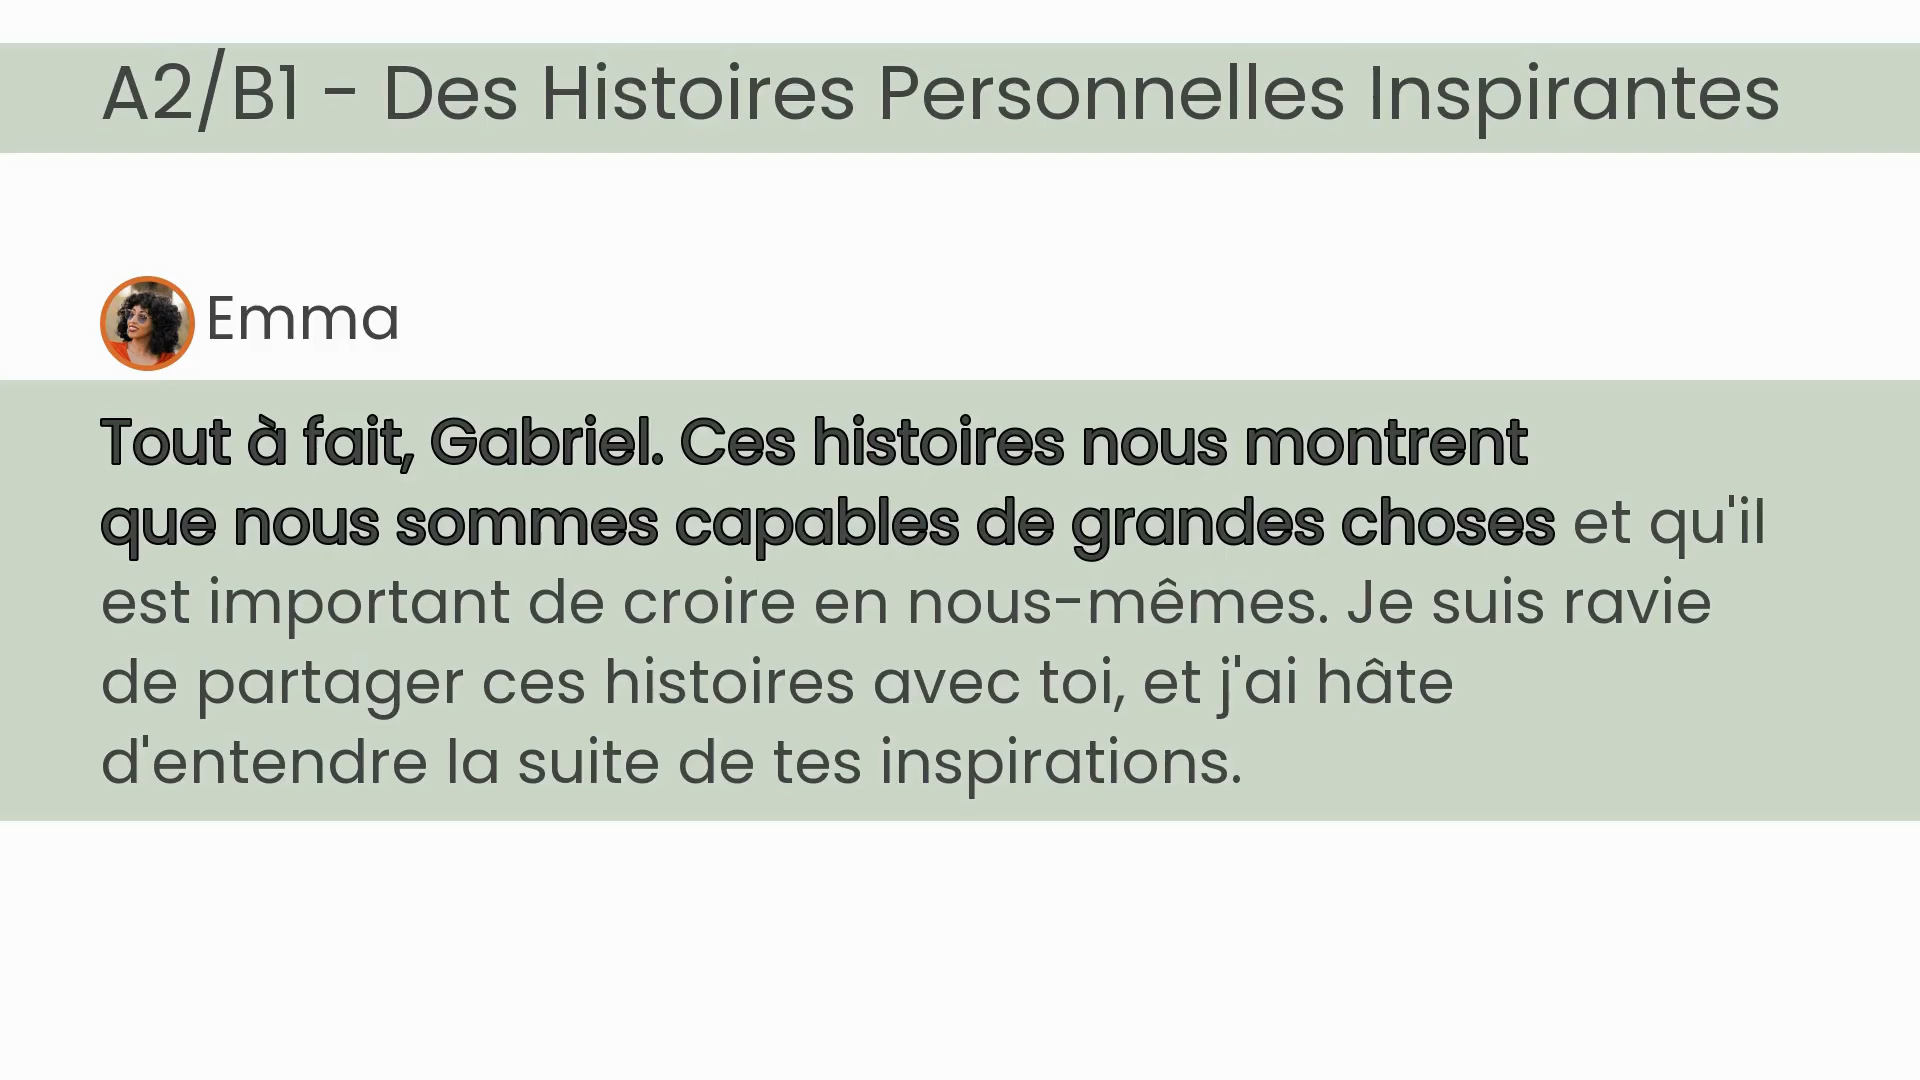 A2/B1 - Des Histoires Personnelles Inspirantes
Emma
Tout à fait, Gabriel. Ces histoires nous montrent
que nous sommes capables de grandes choses et qu'il
est important de croire en nous-mêmes. Je suis ravie
de partager ces histoires avec toi, et j'ai hâte
d'entendre la suite de tes inspirations.